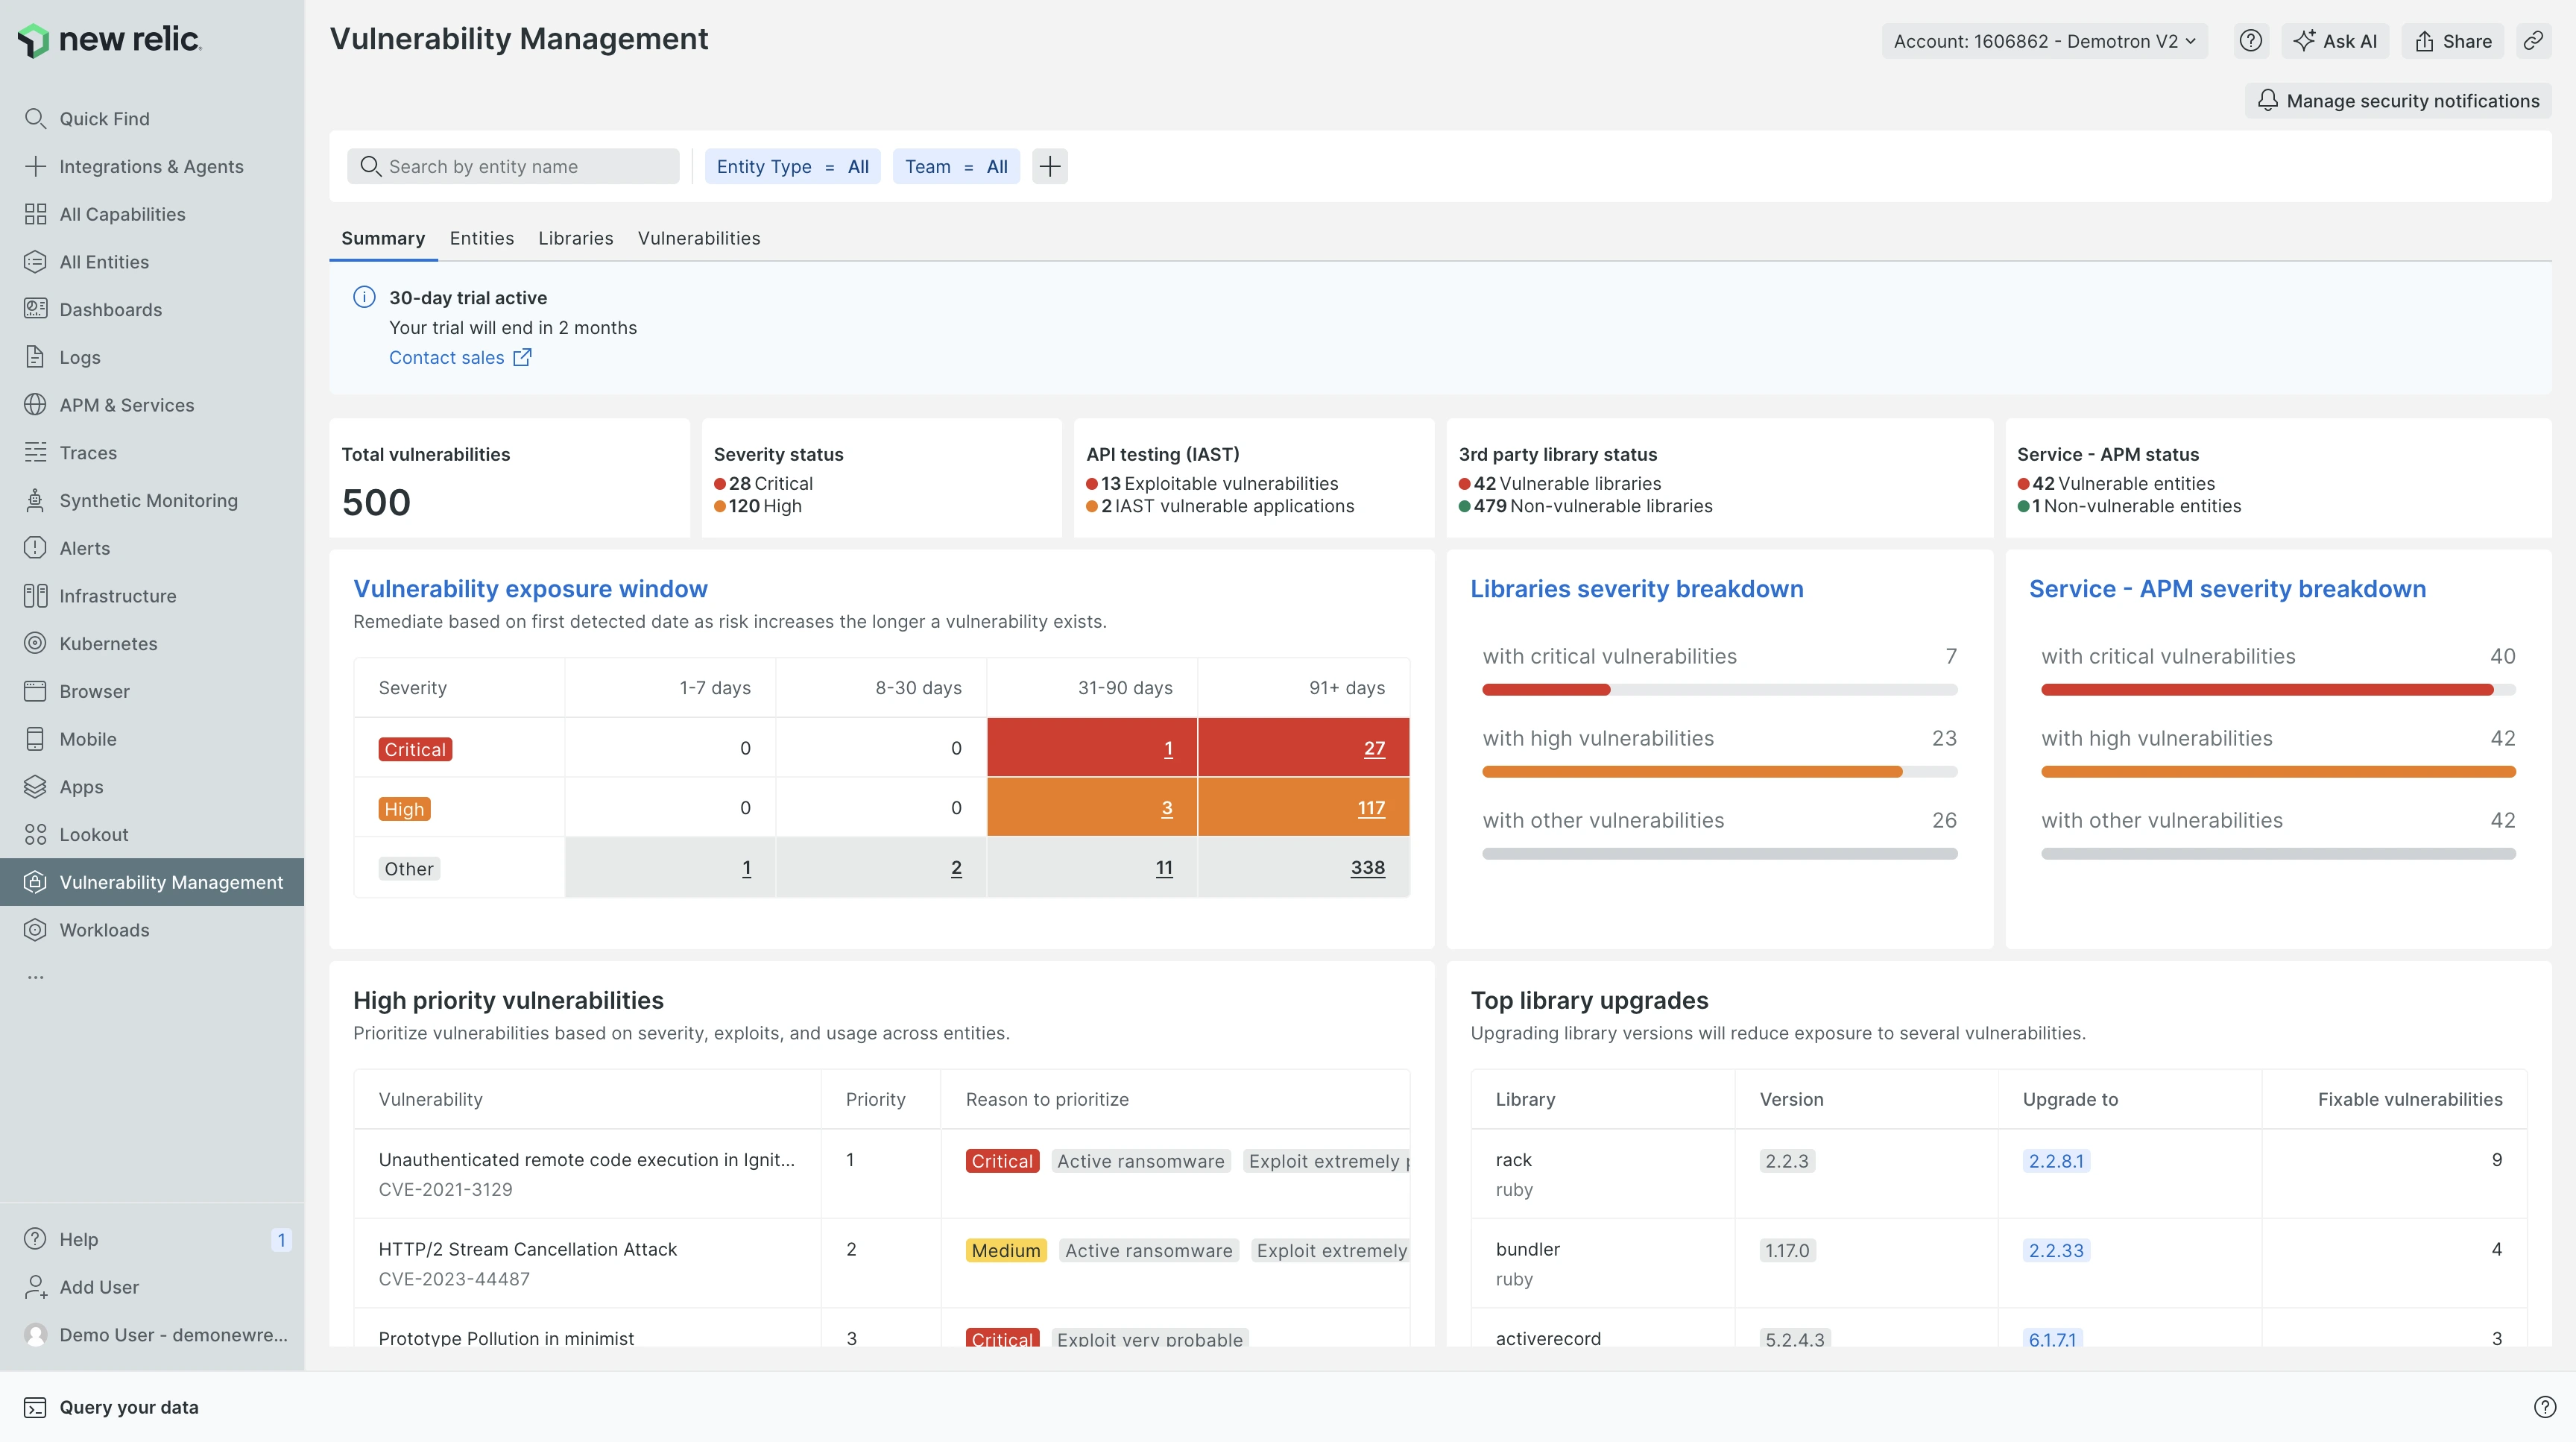 new relic
Quick Find
Integrations & Agents
All Capabilities
All Entities
Dashboards
Logs
APM & Services
Traces
Synthetic Monitoring
Alerts
Infrastructure
Kubernetes
Browser
Mobile
Apps
Lookout
Vulnerability Management
Workloads
...
Help 1
Add User
Demo User - demonewre...
Vulnerability Management
Account: 1606862 - Demotron V2
Ask AI
Share
Manage security notifications
Search by entity name
Entity Type = All
Team = All
Summary Entities Libraries Vulnerabilities
30-day trial active
Your trial will end in 2 months
Contact sales
Total vulnerabilities
500
Severity status
28 Critical
120 High
API testing (IAST)
13 Exploitable vulnerabilities
2 IAST vulnerable applications
3rd party library status
42 Vulnerable libraries
479 Non-vulnerable libraries
Service - APM status
42 Vulnerable entities
1 Non-vulnerable entities
Vulnerability exposure window
Remediate based on first detected date as risk increases the longer a vulnerability exists.
Severity 1-7 days 8-30 days 31-90 days 91+ days
Critical 0 0 1 27
High 0 0 3 117
Other 1 2 11 338
Libraries severity breakdown
with critical vulnerabilities 7
with high vulnerabilities 23
with other vulnerabilities 26
Service - APM severity breakdown
with critical vulnerabilities 40
with high vulnerabilities 42
with other vulnerabilities 42
High priority vulnerabilities
Prioritize vulnerabilities based on severity, exploits, and usage across entities.
Vulnerability Priority Reason to prioritize
Unauthenticated remote code execution in Ignit... 1 Critical Active ransomware Exploit extremely
CVE-2021-3129
HTTP/2 Stream Cancellation Attack 2 Medium Active ransomware Exploit extremely
CVE-2023-44487
Prototype Pollution in minimist 3 Critical Exploit very probable
Top library upgrades
Upgrading library versions will reduce exposure to several vulnerabilities.
Library Version Upgrade to Fixable vulnerabilities
rack 2.2.3 2.2.8.1 9
ruby
bundler 1.17.0 2.2.33 4
ruby
activerecord 5.2.4.3 6.1.7.1 3
Query your data